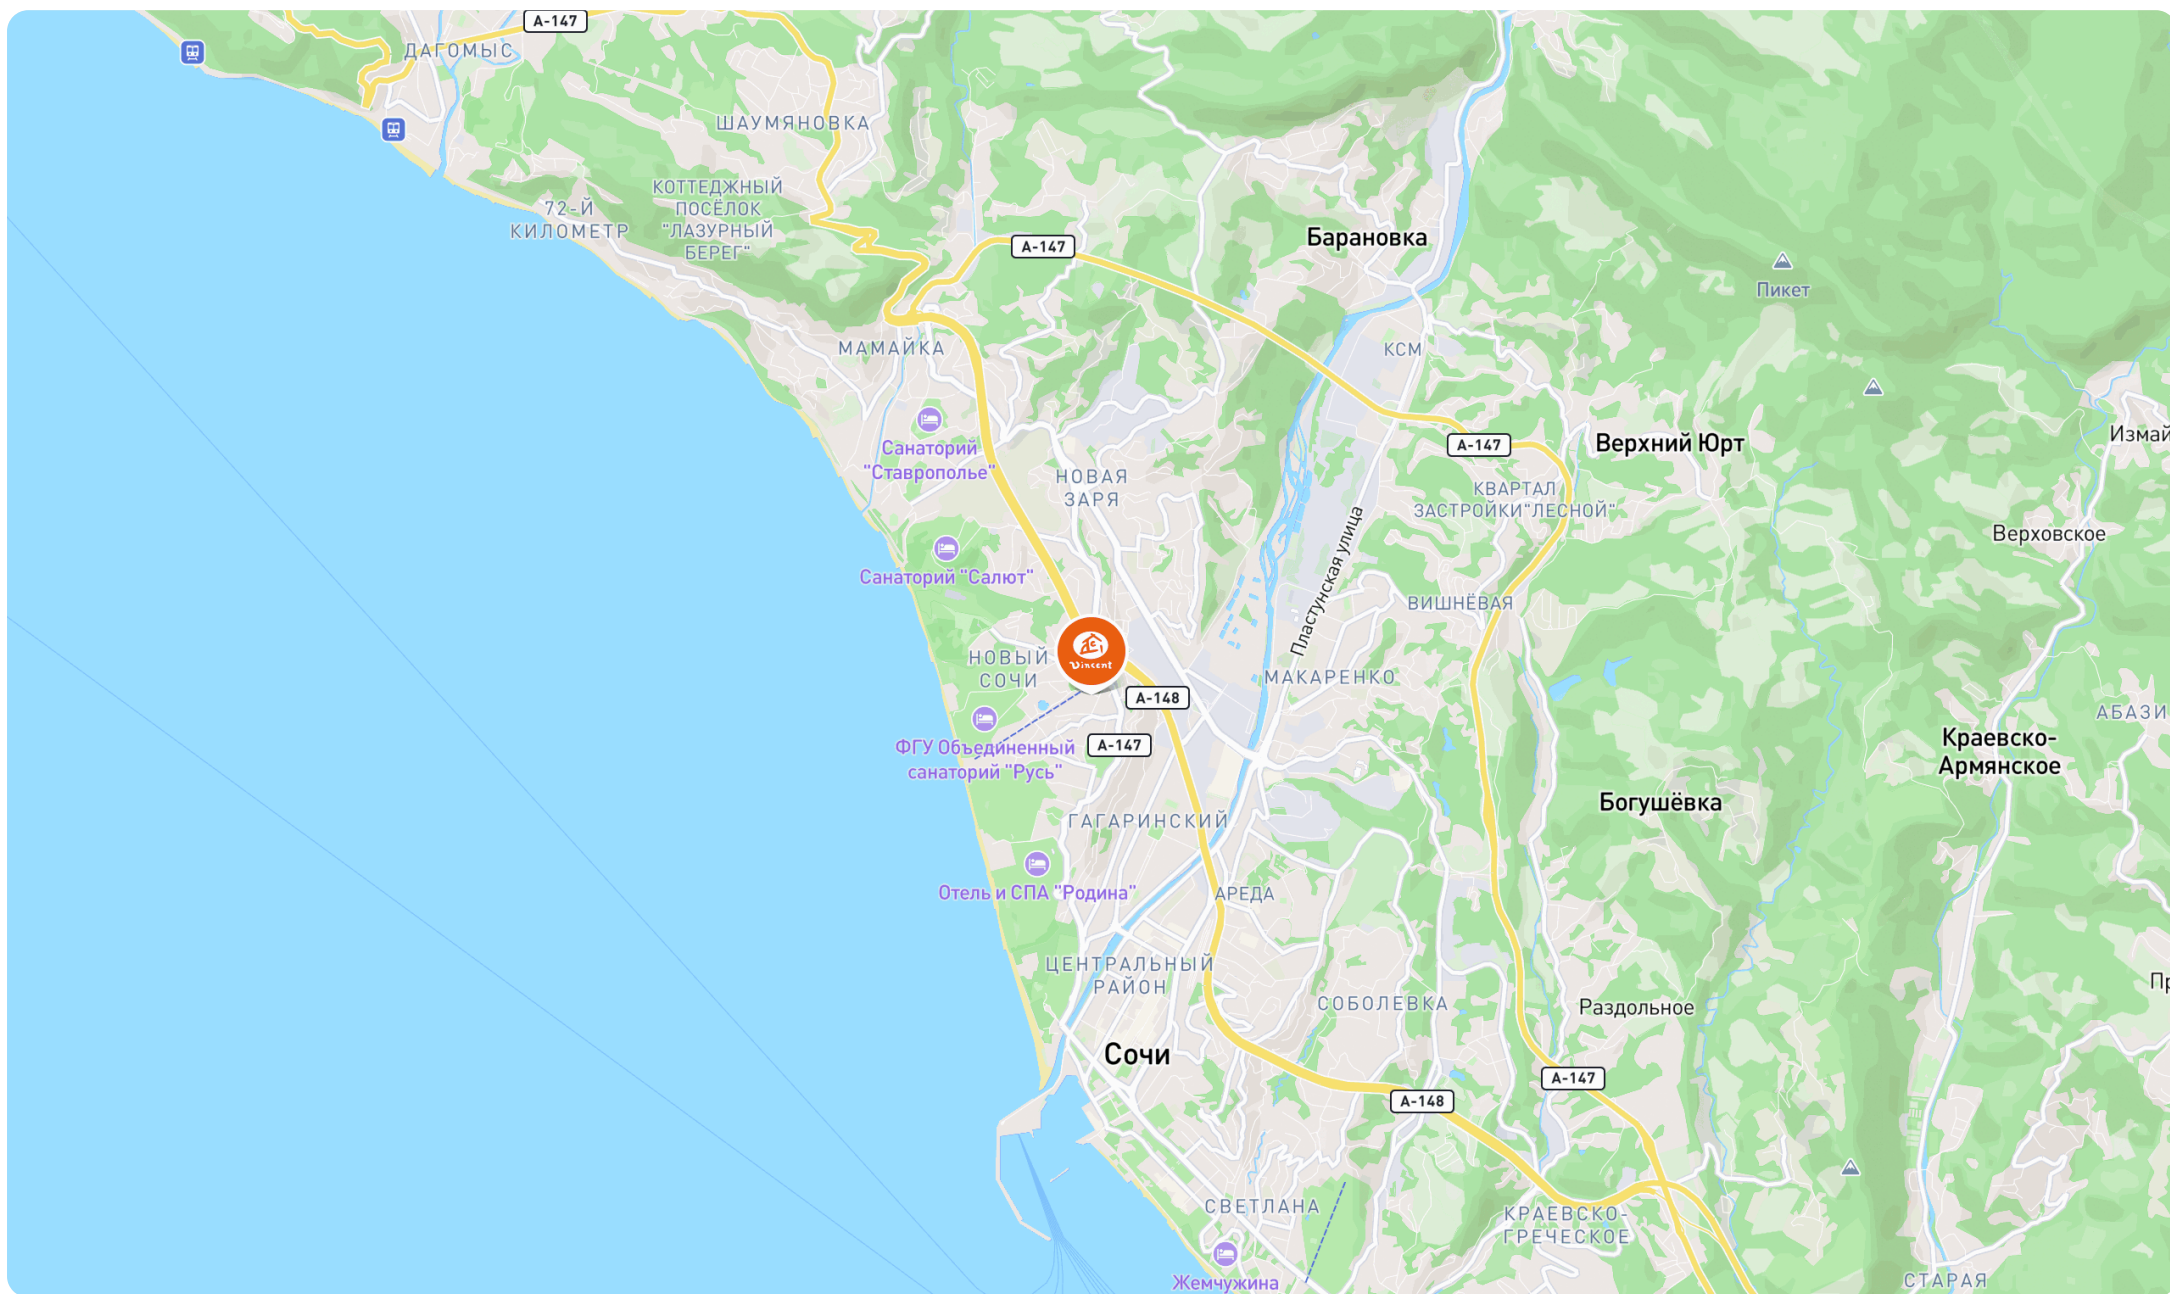 А-147
ДАГОМЫС
ШАУМЯНОВКА
КОТТЕДЖНЫЙ
ПОСЁЛОК
"ЛАЗУРНЫЙ
БЕРЕГ"
72-Й
КИЛОМЕТР
А-147
Барановка
Пикет
МАМАЙКА
КСМ
Санаторий
"Ставрополье"
НОВАЯ
ЗАРЯ
А-147
Верхний Юрт
Измай
КВАРТАЛ
ЗАСТРОЙКИ"ЛЕСНОЙ"
Верховское
Санаторий "Салют"
Пластунская улица
ВИШНЁВАЯ
Vincent
НОВЫЙ
СОЧИ
МАКАРЕНКО
А-148
АБАЗИ
ФГУ Объединенный
санаторий "Русь"
А-147
Краевско-
Армянское
Богушёвка
ГАГАРИНСКИЙ
Отель и СПА "Родина"
АРЕДА
ЦЕНТРАЛЬНЫЙ
РАЙОН
СОБОЛЕВКА
Раздольное
Пр
Сочи
А-147
А-148
СВЕТЛАНА
КРАЕВСКО-
ГРЕЧЕСКОЕ
Жемчужина
СТАРАЯ